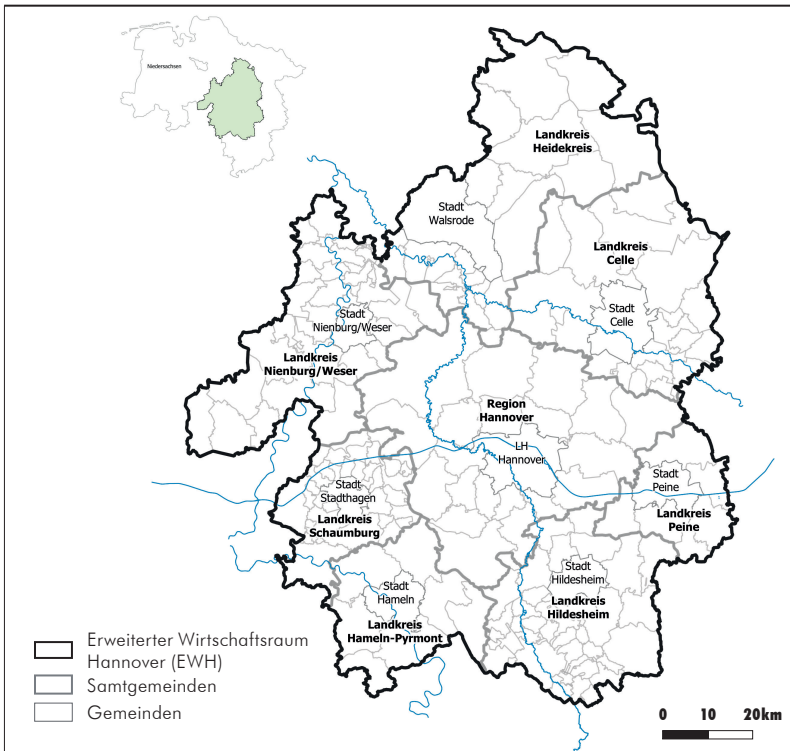 Niedersachsen
Landkreis
Heidekreis
Stadt
Walsrode
Landkreis
Celle
Stadt
Celle
Stadt
Nienburg/Weser
Landkreis
Nienburg/Weser
Region
Hannover
LH
Hannover
Stadt
Peine
Landkreis
Peine
Stadt
Stadthagen
Landkreis
Schaumburg
Stadt
Hildesheim
Landkreis
Hildesheim
Stadt
Hameln
Landkreis
Hameln-Pyrmont
Erweiterter Wirtschaftsraum
Hannover (EWH)
Samtgemeinden
Gemeinden
0 10 20km